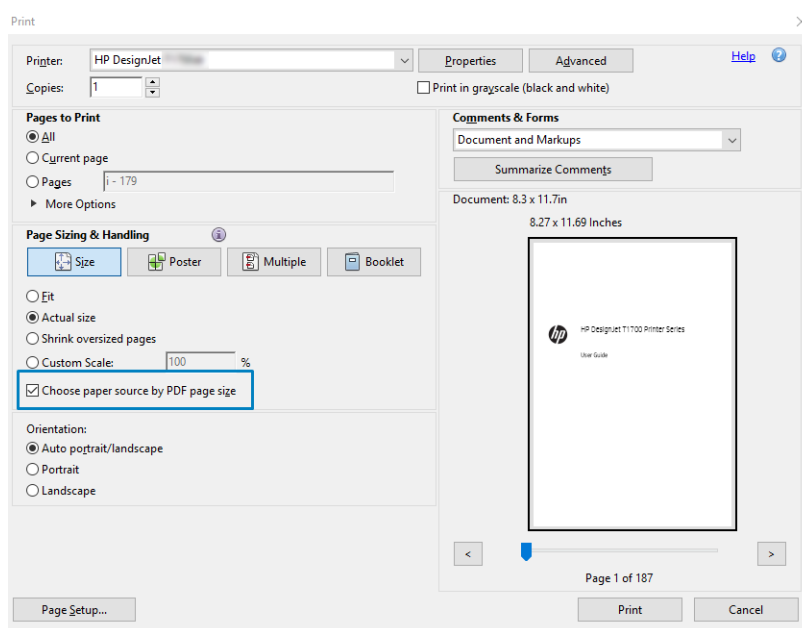 Print
Printer: HP DesignJet Properties Advanced Help ?
Copies: 1 Print in grayscale (black and white)
Pages to Print
All
Current page
Pages i - 179
More Options
Comments & Forms
Document and Markups
Summarize Comments
Page Sizing & Handling i
Size Poster Multiple Booklet
Fit
Actual size
Shrink oversized pages
Custom Scale: 100 %
Choose paper source by PDF page size
Orientation:
Auto portrait/landscape
Portrait
Landscape
Document: 8.3 x 11.7in
8.27 x 11.69 Inches
hp
HP DesignJet T1700 Printer Series
User Guide
< >
Page 1 of 187
Page Setup... Print Cancel